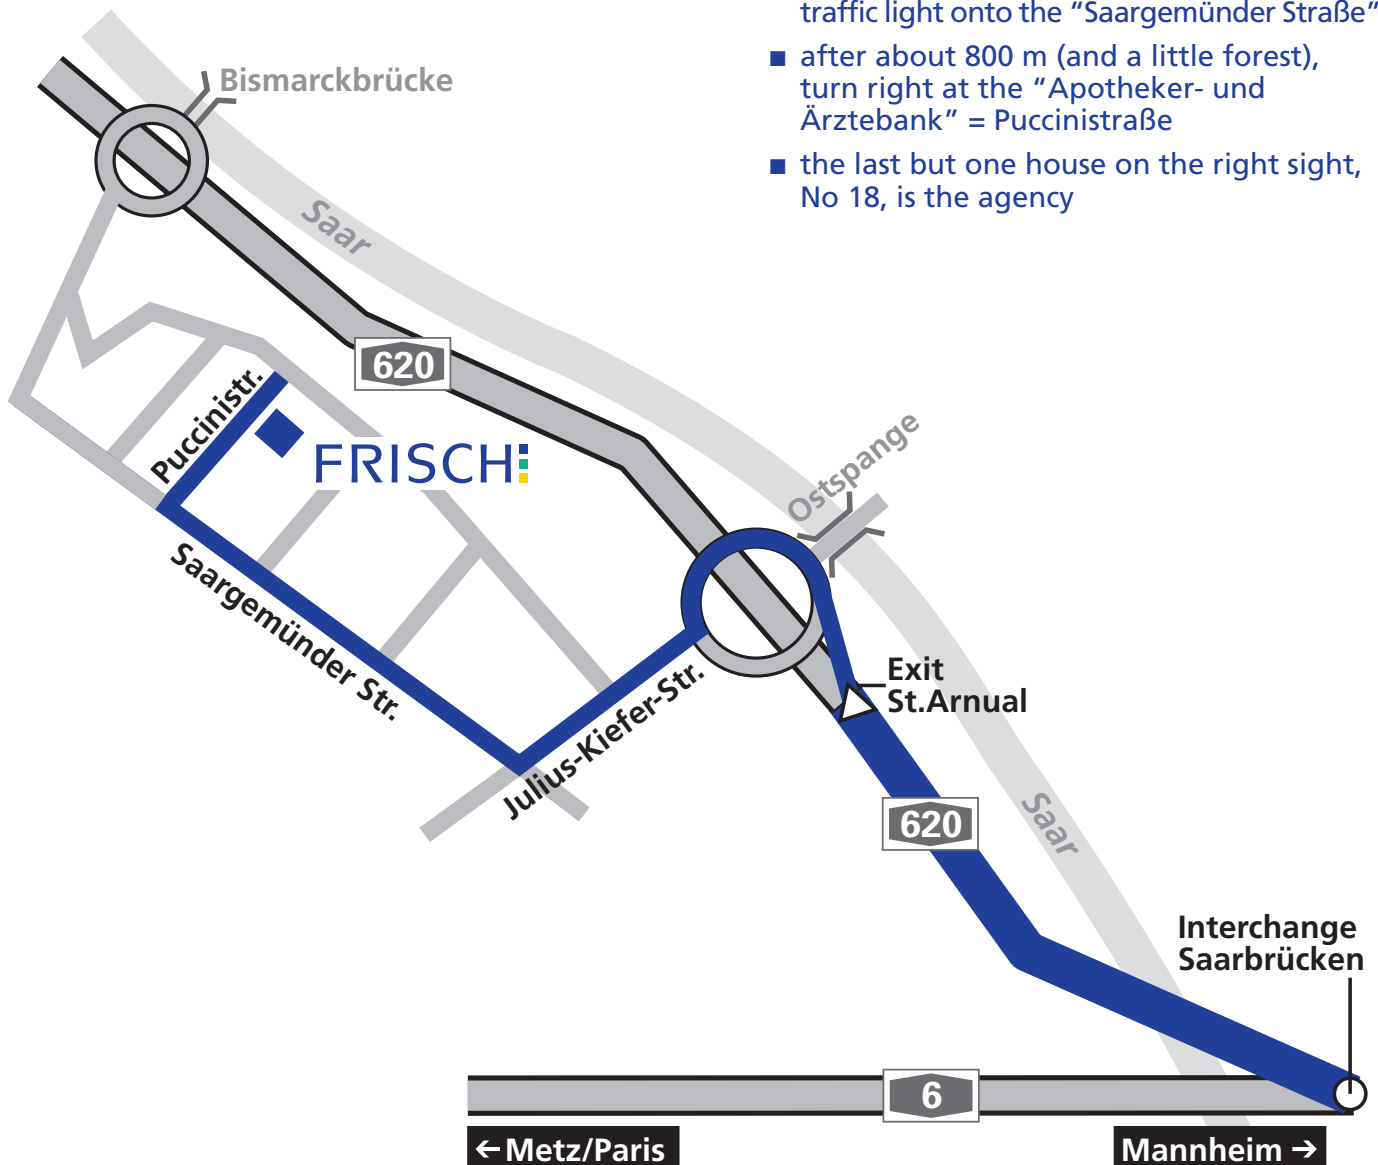 traffic light onto the “Saargemünder Straße”
■ after about 800 m (and a little forest),
turn right at the “Apotheker- und
Ärztebank” = Puccinistraße
■ the last but one house on the right sight,
No 18, is the agency
Bismarckbrücke
Saar
620
Puccinistr.
FRISCH
Ostspange
Saargemünder Str.
Julius-Kiefer-Str.
Exit
St.Arnual
620
Saar
Interchange
Saarbrücken
6
← Metz/Paris
Mannheim →